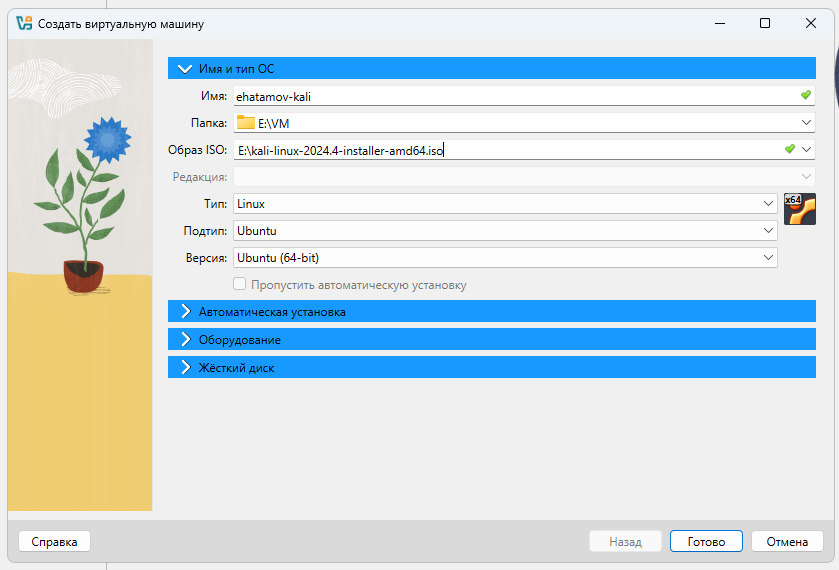 Создать виртуальную машину
Имя и тип ОС
Имя: ehatamov-kali
Папка: E:\VM
Образ ISO: E:\kali-linux-2024.4-installer-amd64.iso
Редакция:
Тип: Linux
x64
Подтип: Ubuntu
Версия: Ubuntu (64-bit)
Пропустить автоматическую установку
Автоматическая установка
Оборудование
Жёсткий диск
Справка Назад Готово Отмена